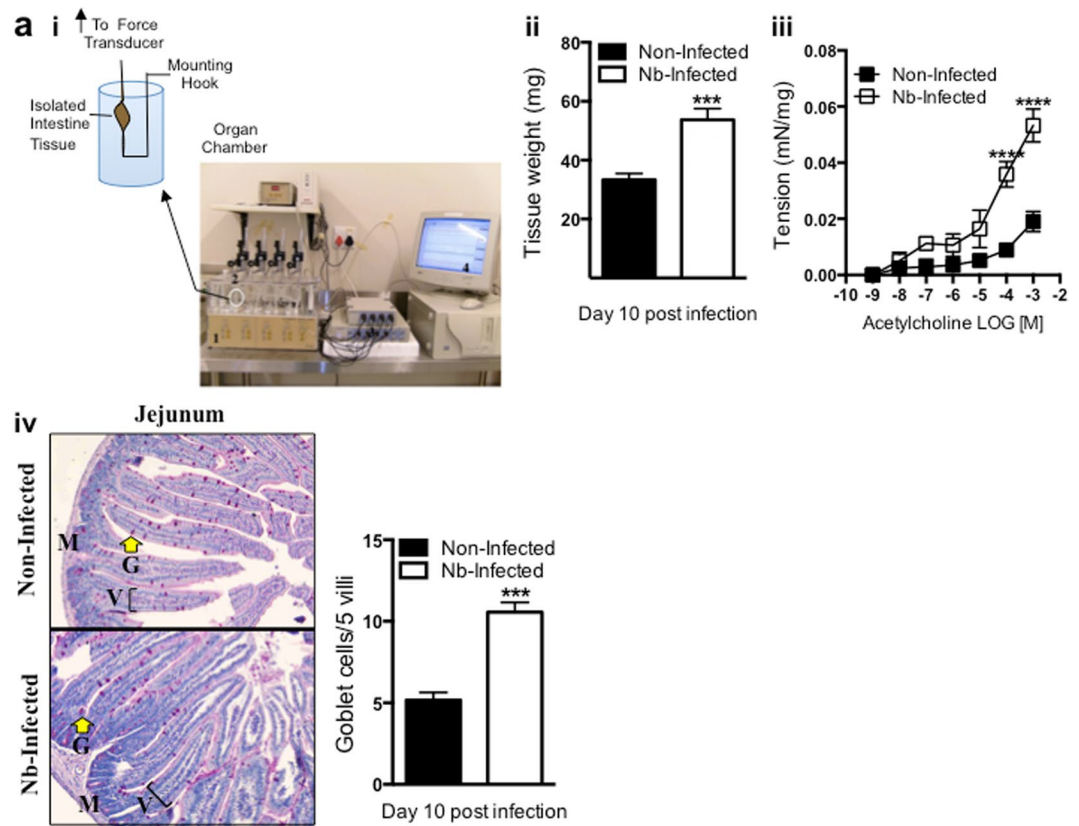 a i
To Force
Transducer
Mounting
Hook
Isolated
Intestine
Tissue
Organ
Chamber
1
2
4
ii
Tissue weight (mg)
80
60
40
20
Non-Infected
Nb-Infected
***
Day 10 post infection
iii
Tension (mN/mg)
0.08
0.06
0.04
0.02
0.00
Non-Infected
Nb-Infected
****
****
-10 -9 -8 -7 -6 -5 -4 -3 -2
Acetylcholine LOG [M]
iv
Jejunum
Non-Infected
M
G
V
Nb-Infected
G
M
V
Goblet cells/5 villi
15
10
5
0
Non-Infected
Nb-Infected
***
Day 10 post infection